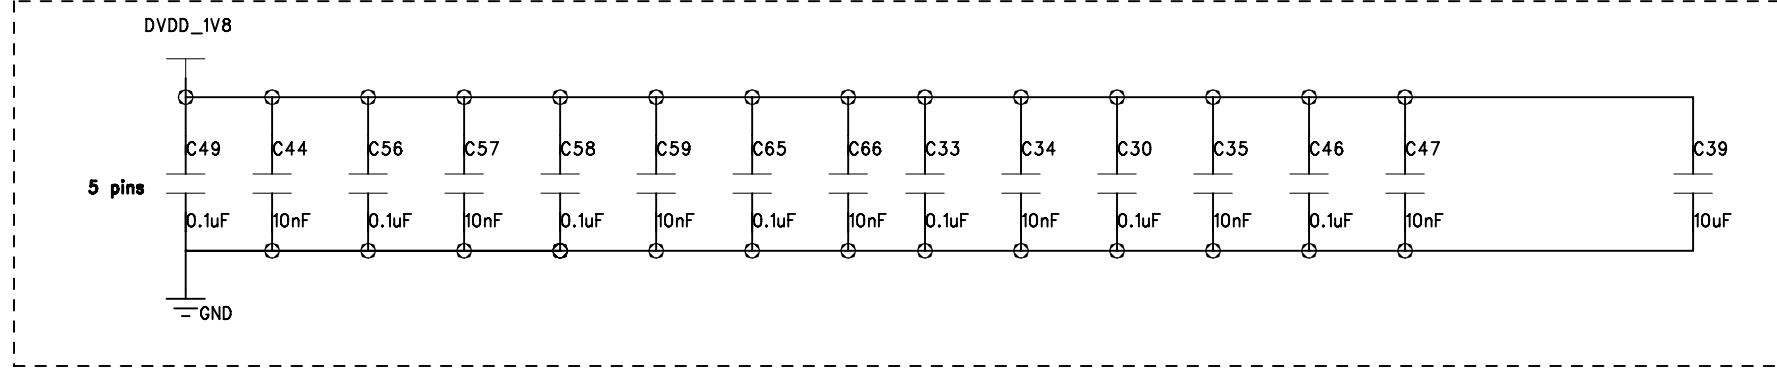 DVDD_1V8
C49 C44 C56 C57 C58 C59 C65 C66 C33 C34 C30 C35 C46 C47 C39
5 pins
0.1uF 10nF 0.1uF 10nF 0.1uF 10nF 0.1uF 10nF 0.1uF 10nF 0.1uF 10nF 0.1uF 10nF 10uF
GND